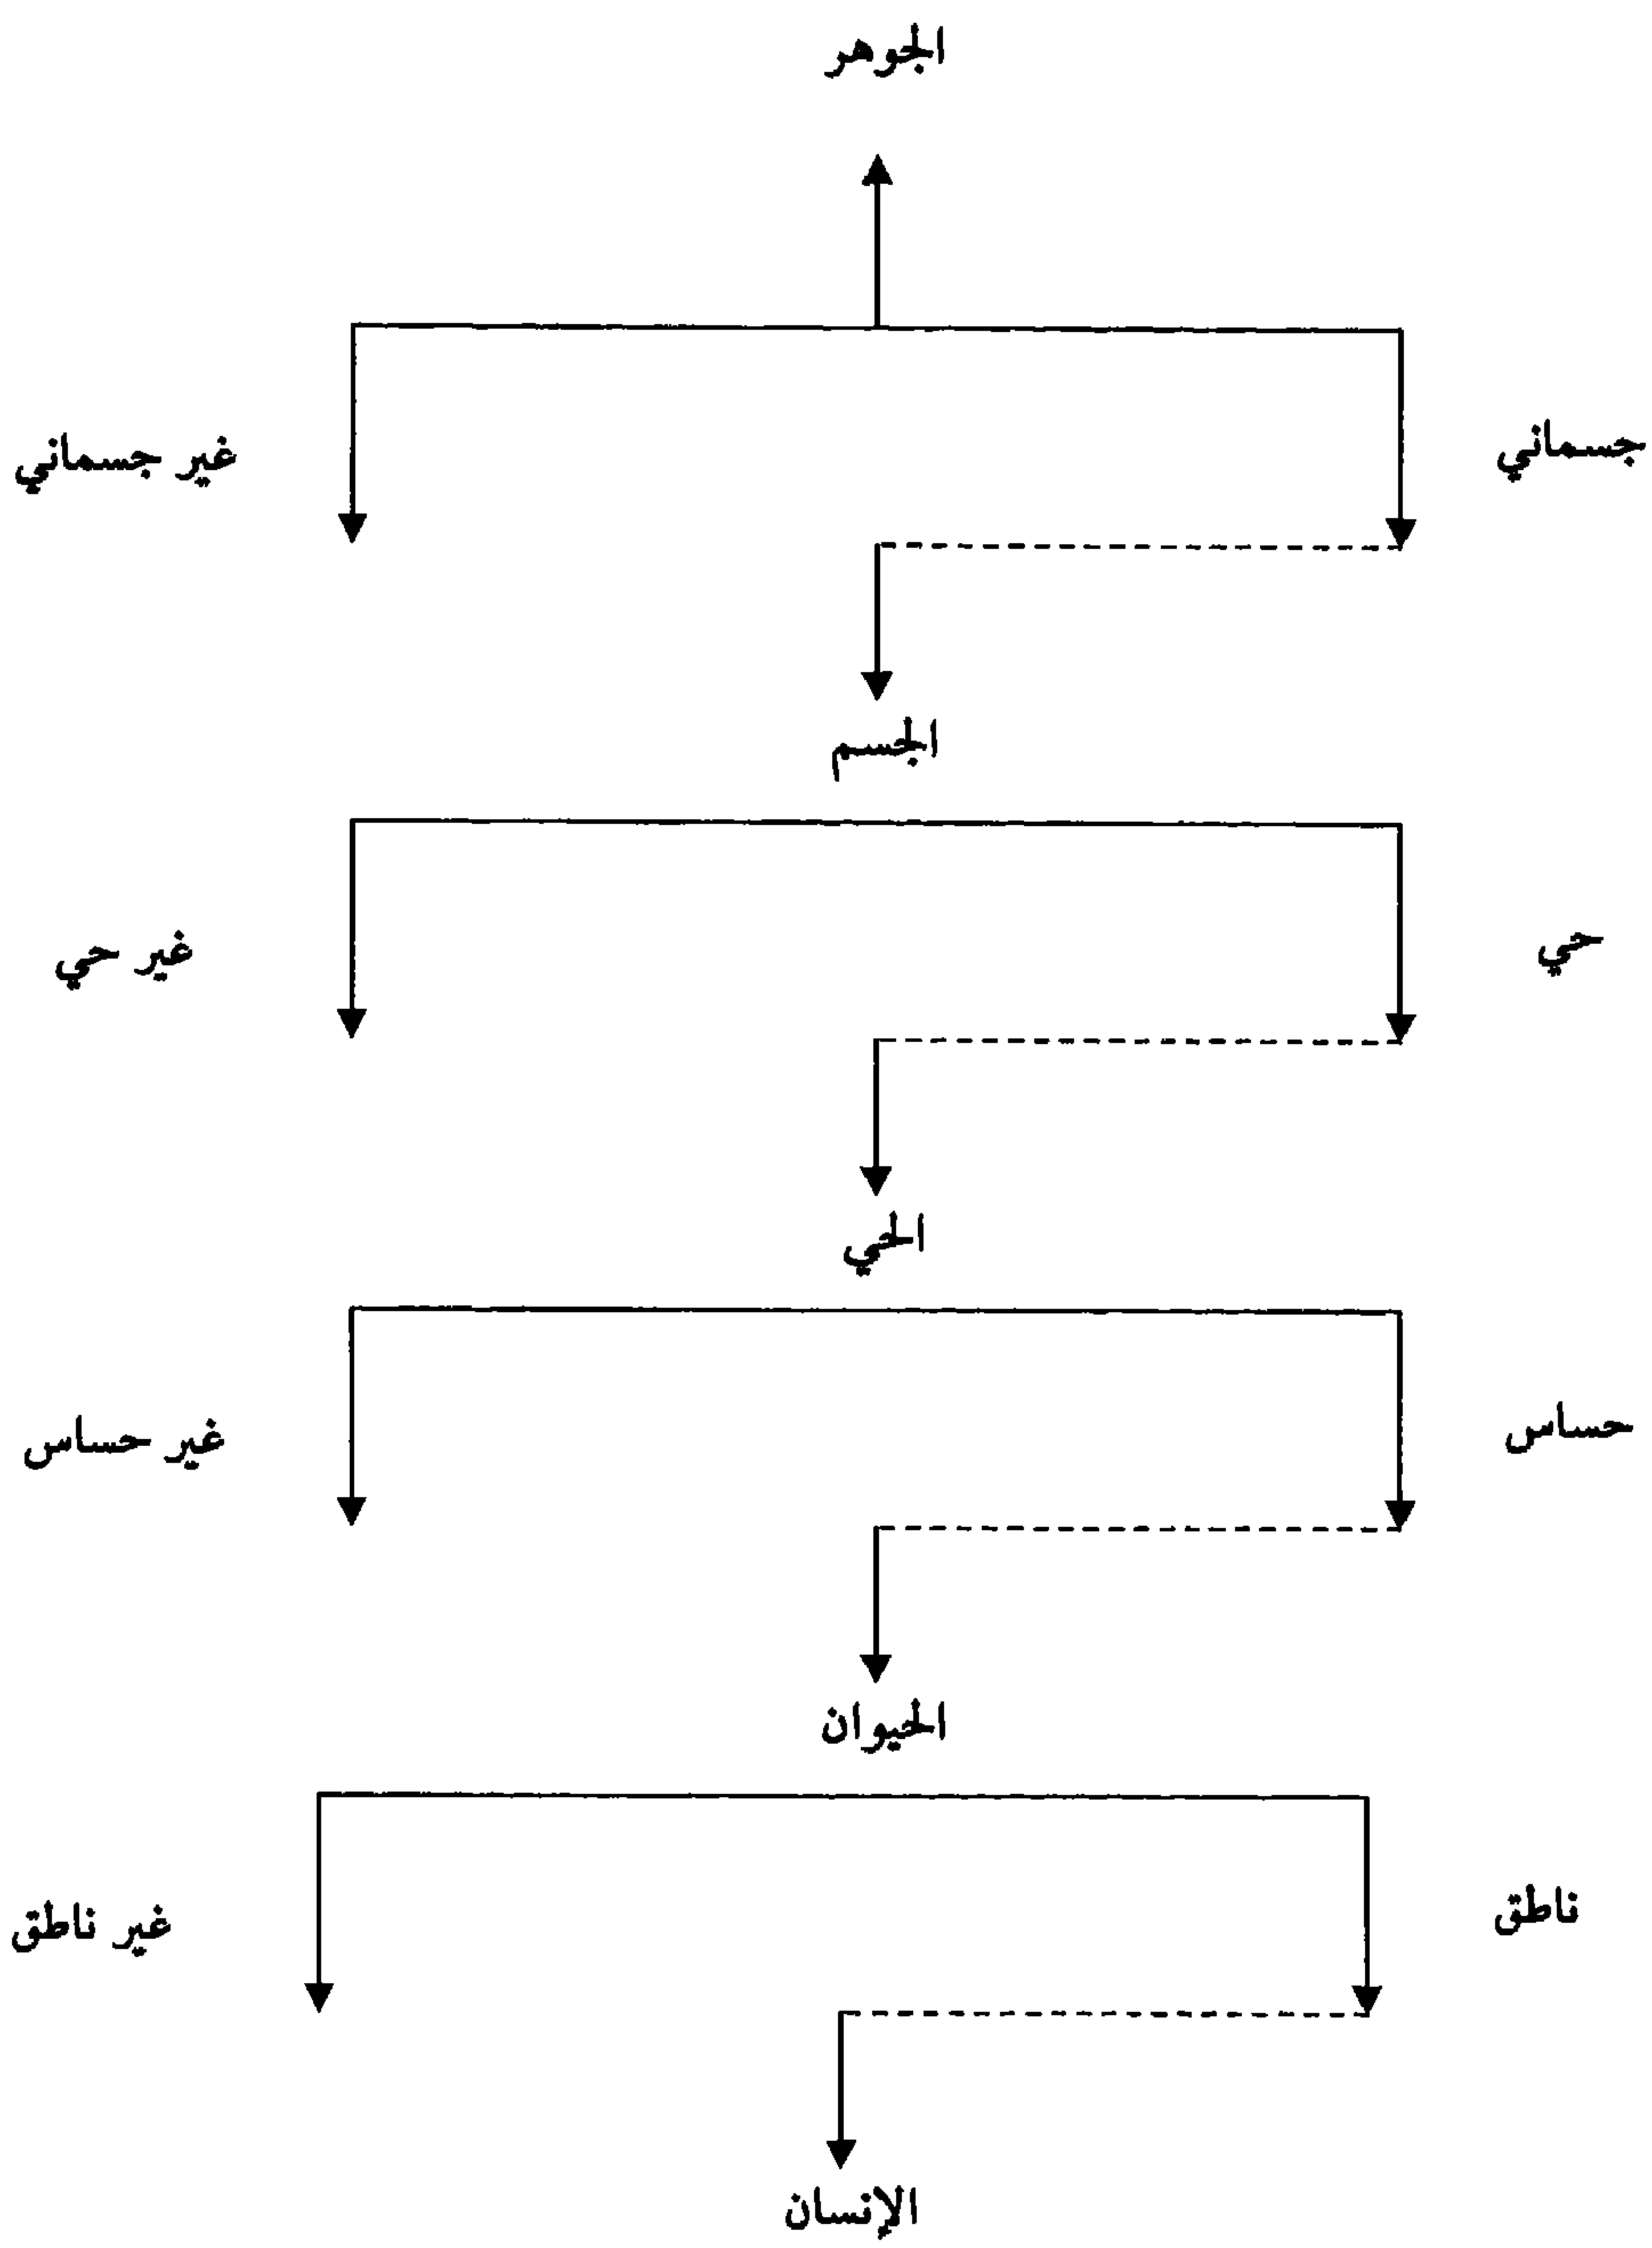 الجوهر
جسماني
غير جسماني
الجسم
حي
غير حي
الحي
حساس
غير حساس
الحيوان
ناطق
غير ناطق
الإنسان